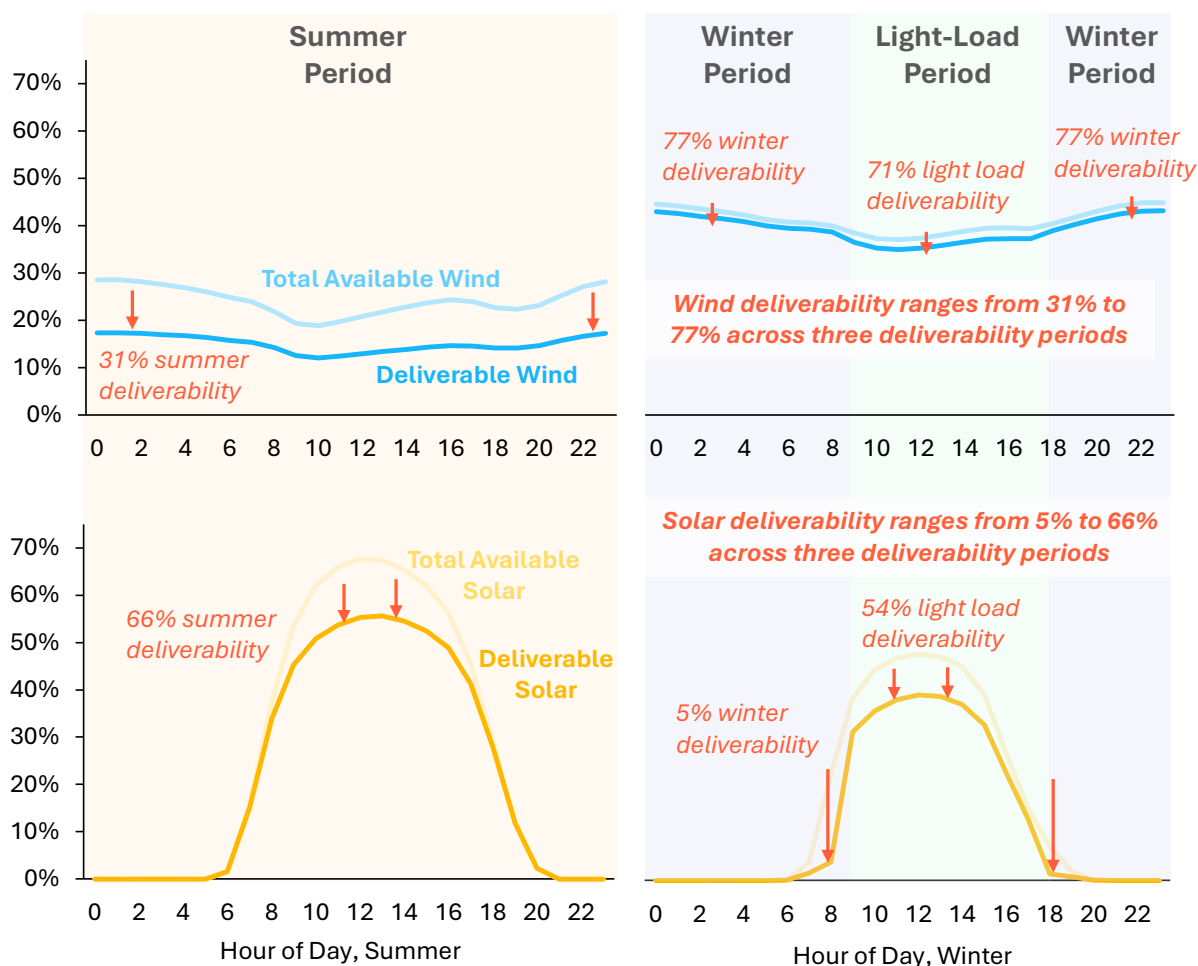 Summer
Period
70%
60%
50%
40%
30%
20%
10%
0%
Total Available Wind
31% summer
deliverability
Deliverable Wind
0 2 4 6 8 10 12 14 16 18 20 22
Winter
Period
Light-Load
Period
Winter
Period
77% winter
deliverability
71% light load
deliverability
77% winter
deliverability
Wind deliverability ranges from 31% to
77% across three deliverability periods
0 2 4 6 8 10 12 14 16 18 20 22
70%
60%
50%
40%
30%
20%
10%
0%
Total Available
Solar
66% summer
deliverability
Deliverable
Solar
0 2 4 6 8 10 12 14 16 18 20 22
Hour of Day, Summer
Solar deliverability ranges from 5% to 66%
across three deliverability periods
54% light load
deliverability
5% winter
deliverability
0 2 4 6 8 10 12 14 16 18 20 22
Hour of Day, Winter